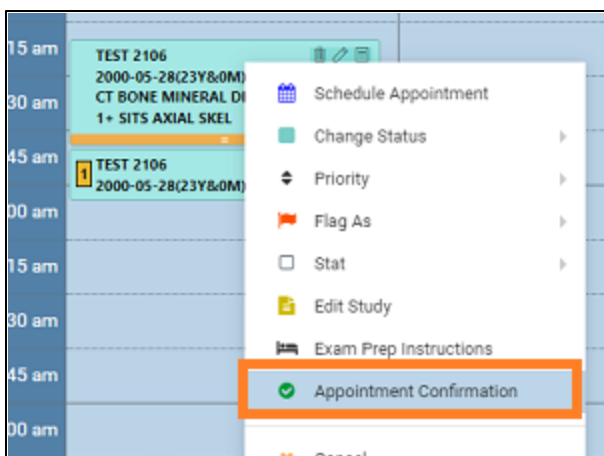 15 am
TEST 2106
2000-05-28(23Y&0M)
CT BONE MINERAL
1+ SITS AXIAL SKEL
30 am
45 am
1
TEST 2106
2000-05-28(23Y&0M)
00 am
15 am
30 am
45 am
00 am
Schedule Appointment
Change Status
Priority
Flag As
Stat
Edit Study
Exam Prep Instructions
Appointment Confirmation
Cancel